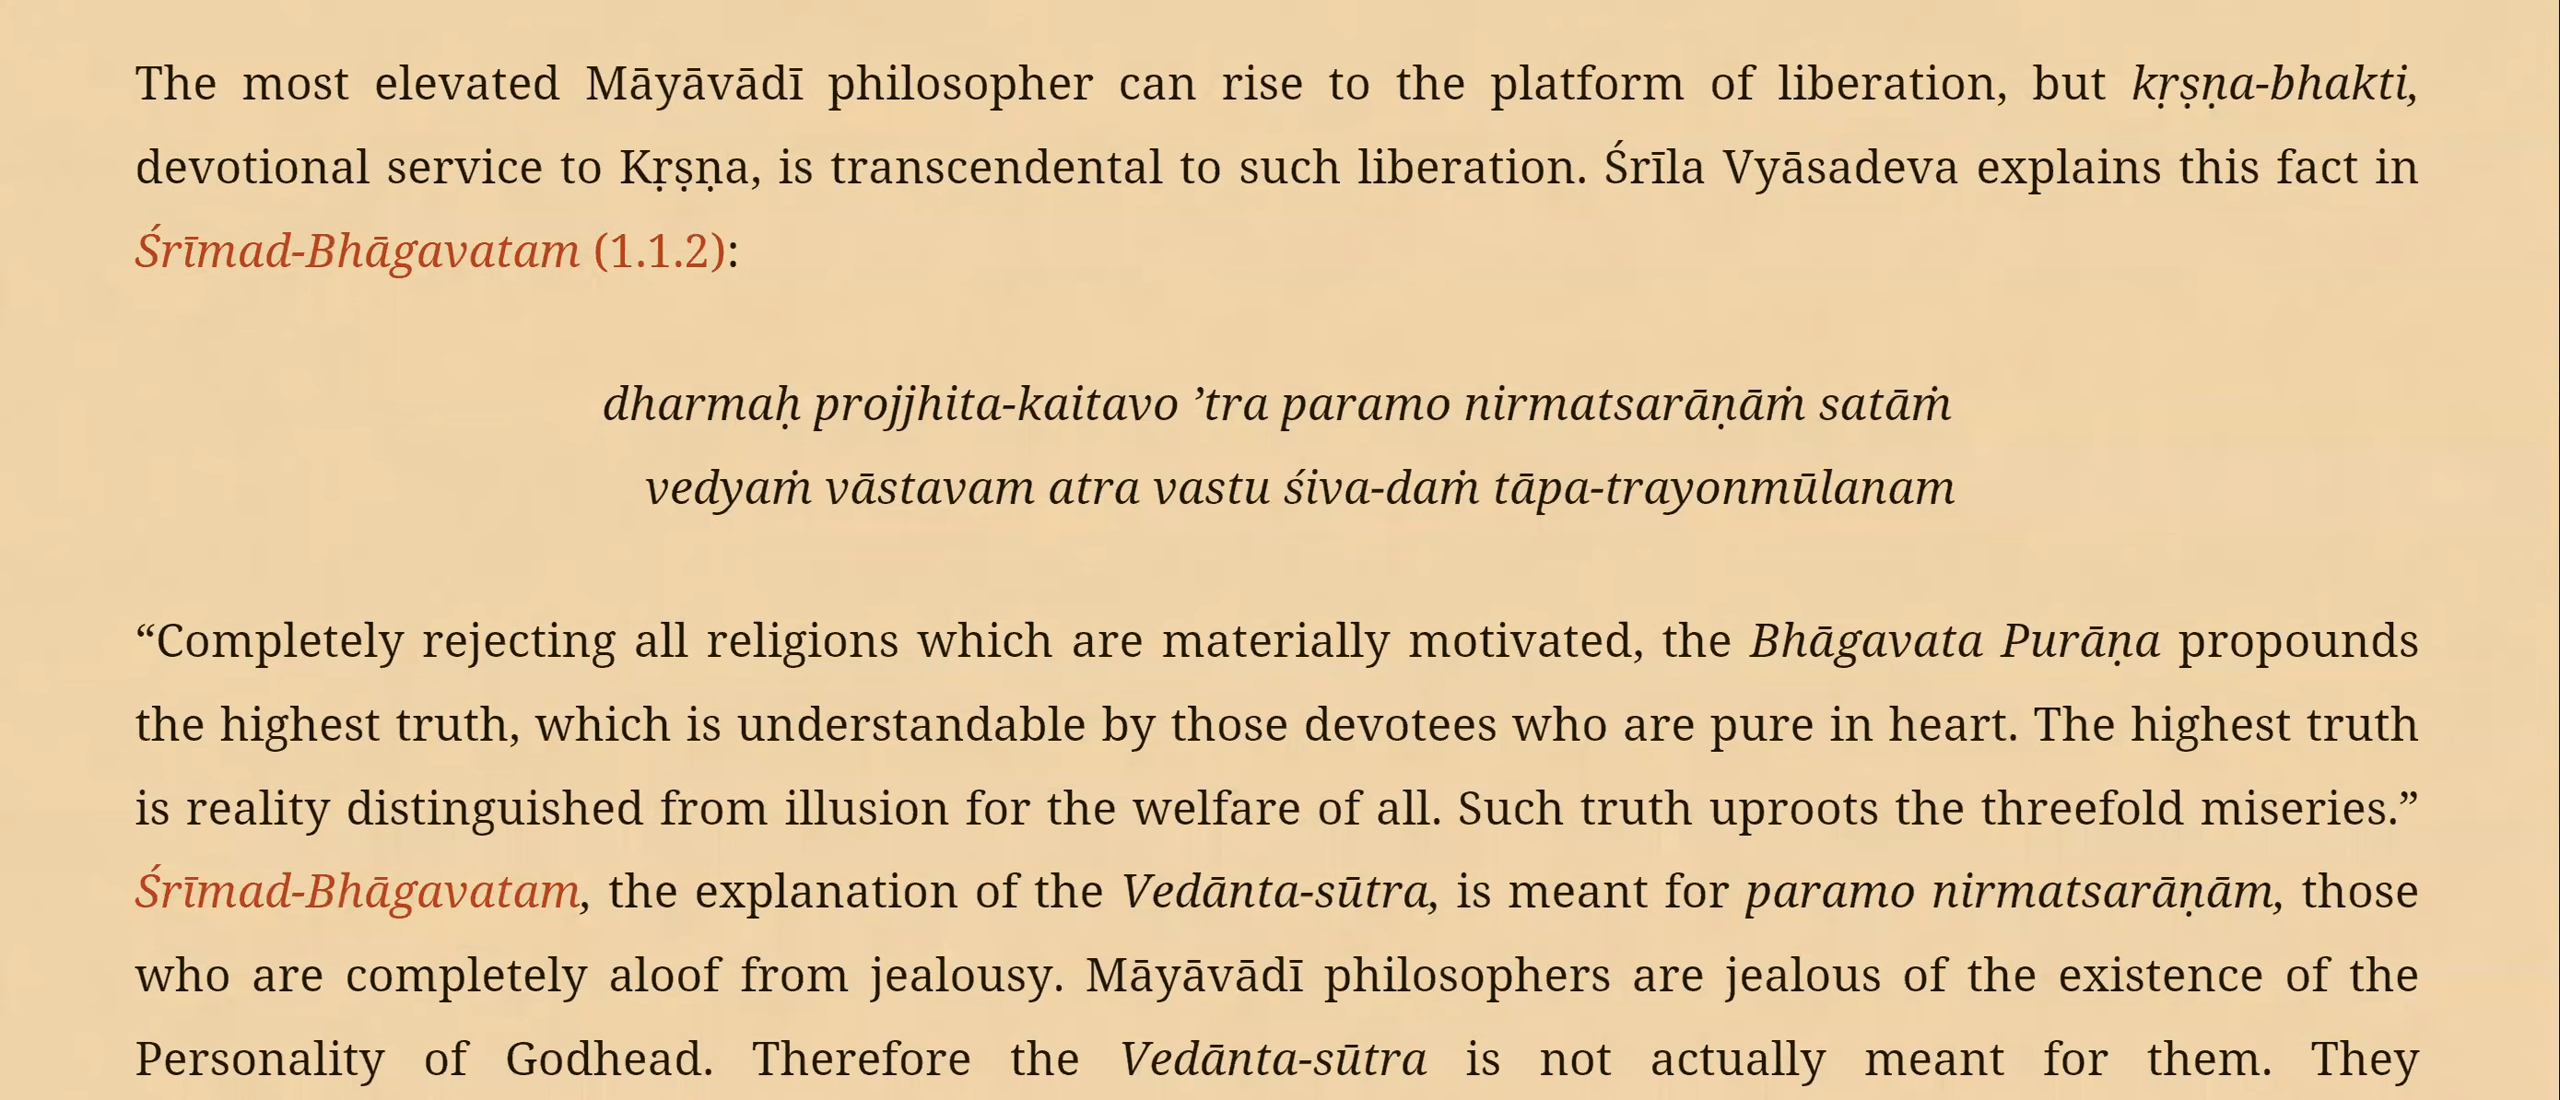 The most elevated Māyāvādī philosopher can rise to the platform of liberation, but kṛṣṇa-bhakti,
devotional service to Kṛṣṇa, is transcendental to such liberation. Śrīla Vyāsadeva explains this fact in
Śrīmad-Bhāgavatam (1.1.2):
dharmaḥ projjhita-kaitavo ’tra paramo nirmatsarāṇāṁ satāṁ
vedyaṁ vāstavam atra vastu śiva-daṁ tāpa-trayonmūlanam
“Completely rejecting all religions which are materially motivated, the Bhāgavata Purāṇa propounds
the highest truth, which is understandable by those devotees who are pure in heart. The highest truth
is reality distinguished from illusion for the welfare of all. Such truth uproots the threefold miseries.”
Śrīmad-Bhāgavatam, the explanation of the Vedānta-sūtra, is meant for paramo nirmatsarāṇām, those
who are completely aloof from jealousy. Māyāvādī philosophers are jealous of the existence of the
Personality of Godhead. Therefore the Vedānta-sūtra is not actually meant for them. They